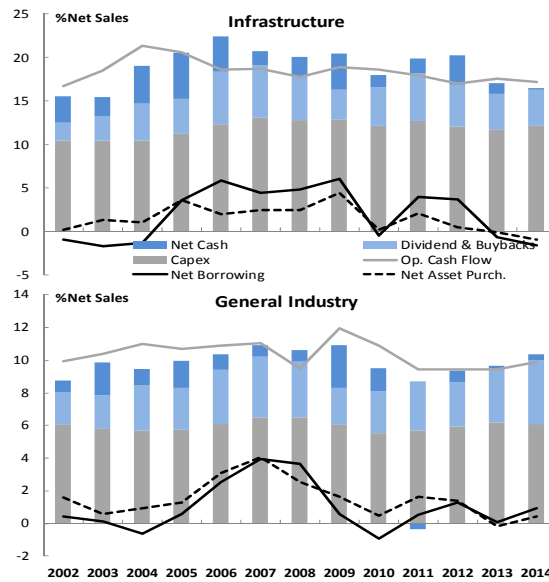 %Net Sales
Infrastructure
25
20
15
10
5
0
-5
Net Cash
Dividend & Buybacks
Capex
Op. Cash Flow
Net Borrowing
Net Asset Purch.
%Net Sales
General Industry
14
12
10
8
6
4
2
0
-2
2002 2003 2004 2005 2006 2007 2008 2009 2010 2011 2012 2013 2014